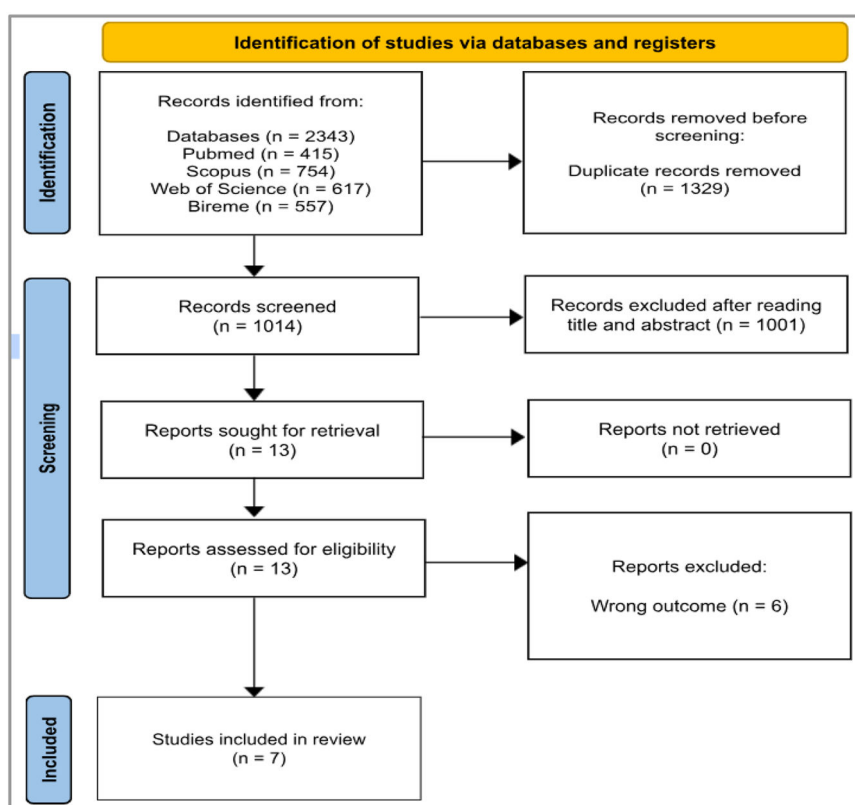 Identification of studies via databases and registers
Identification
Records identified from:
Databases (n = 2343)
Pubmed (n = 415)
Scopus (n = 754)
Web of Science (n = 617)
Bireme (n = 557)
Records removed before
screening:
Duplicate records removed
(n = 1329)
Screening
Records screened
(n = 1014)
Records excluded after reading
title and abstract (n = 1001)
Reports sought for retrieval
(n = 13)
Reports not retrieved
(n = 0)
Reports assessed for eligibility
(n = 13)
Reports excluded:
Wrong outcome (n = 6)
Included
Studies included in review
(n = 7)